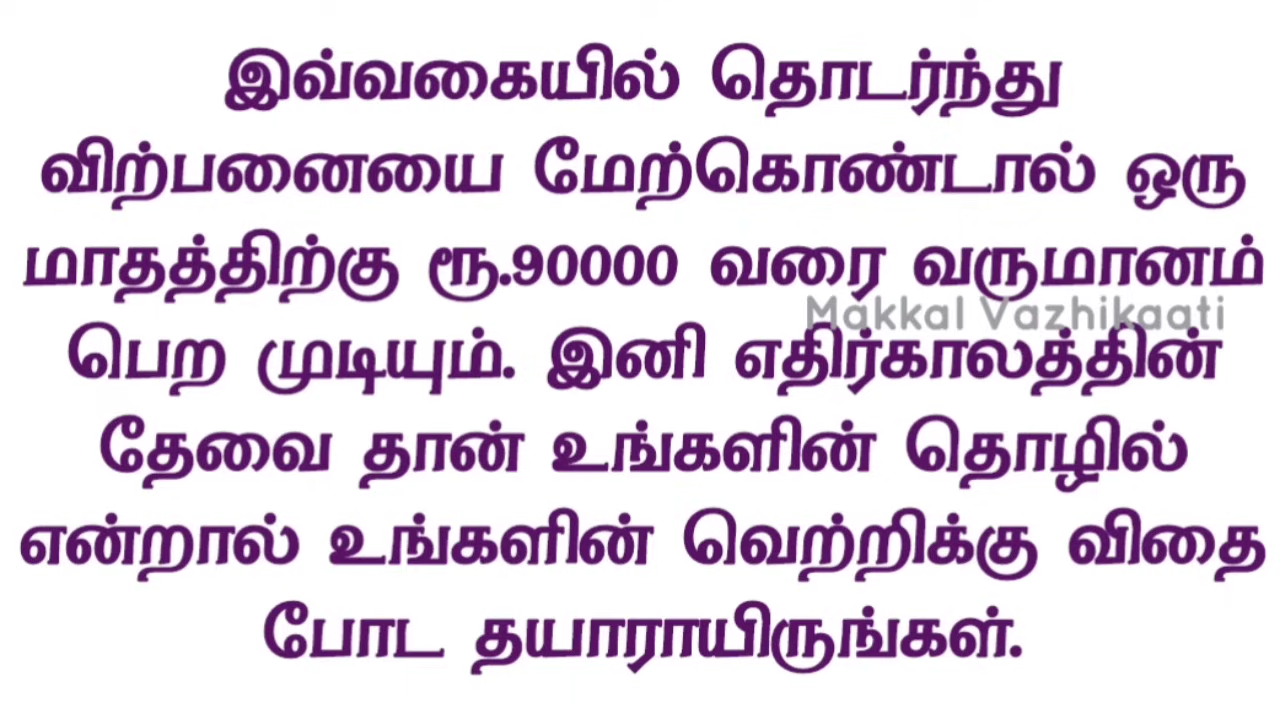 இவ்வகையில் தொடர்ந்து
விற்பனையை மேற்கொண்டால் ஒரு
மாதத்திற்கு ரூ.90000 வரை வருமானம்
Makkal Vazhikaati
பெற முடியும். இனி எதிர்காலத்தின்
தேவை தான் உங்களின் தொழில்
என்றால் உங்களின் வெற்றிக்கு விதை
போட தயாராயிருங்கள்.